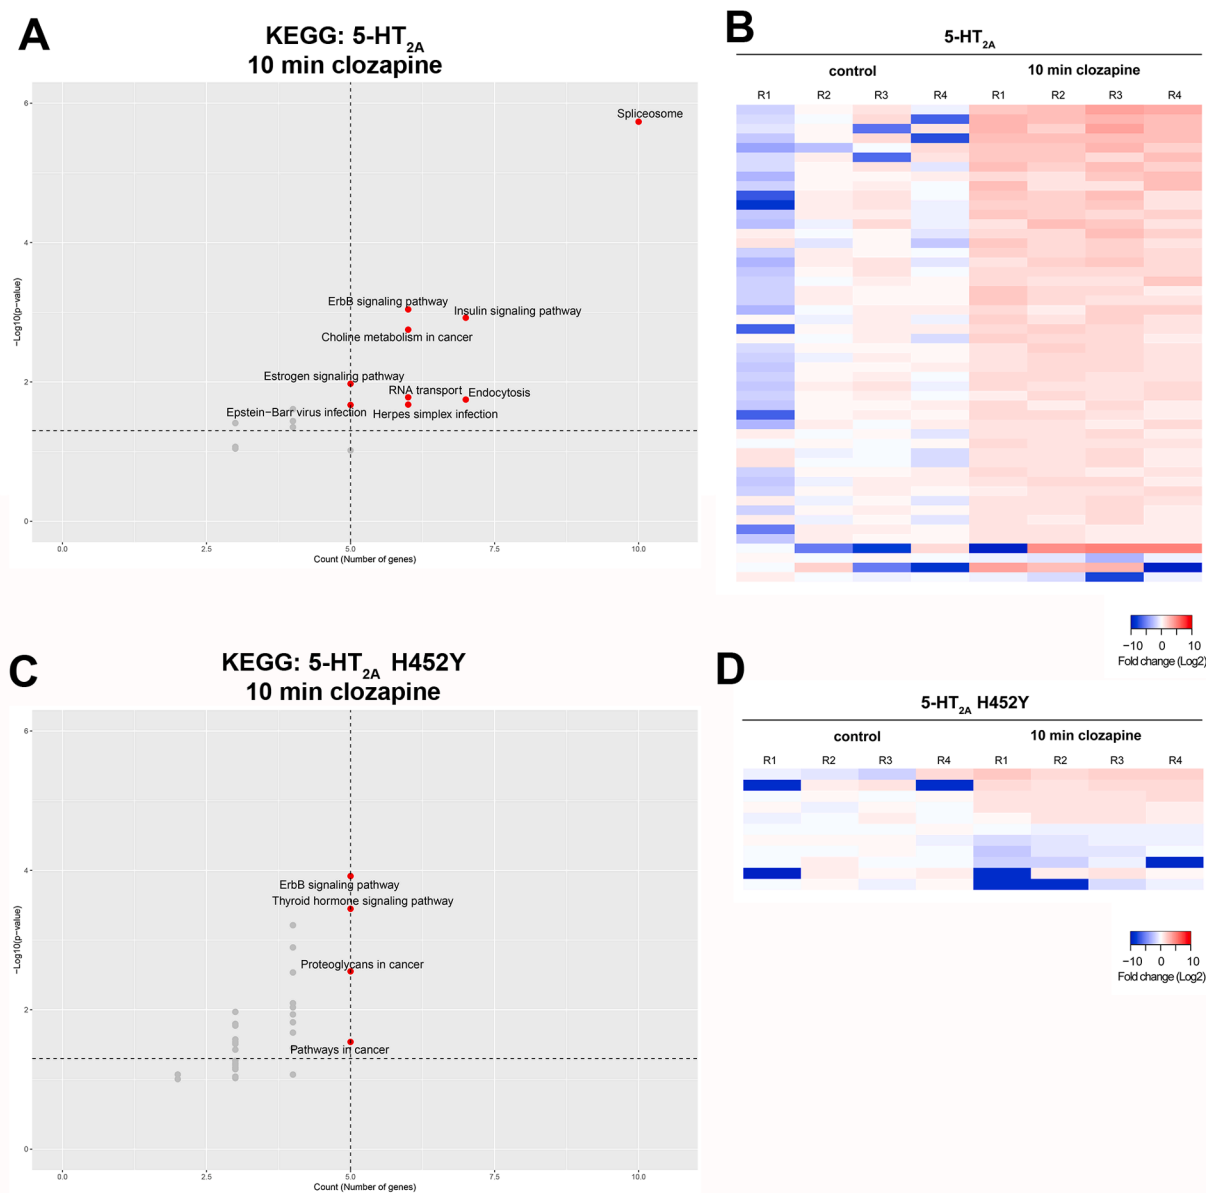 A
KEGG: 5-HT2A
10 min clozapine
6
4
2
0
−Log10(p−value)
Spliceosome
ErbB signaling pathway
Insulin signaling pathway
Choline metabolism in cancer
Estrogen signaling pathway
RNA transport
Endocytosis
Epstein−Barr virus infection
Herpes simplex infection
0.0
2.5
5.0
7.5
10.0
Count (Number of genes)
B
5-HT2A
control
10 min clozapine
R1 R2 R3 R4 R1 R2 R3 R4
−10 0 10
Fold change (Log2)
C
KEGG: 5-HT2A H452Y
10 min clozapine
6
4
2
0
−Log10(p−value)
ErbB signaling pathway
Thyroid hormone signaling pathway
Proteoglycans in cancer
Pathways in cancer
0.0
2.5
5.0
7.5
10.0
Count (Number of genes)
D
5-HT2A H452Y
control
10 min clozapine
R1 R2 R3 R4 R1 R2 R3 R4
−10 0 10
Fold change (Log2)